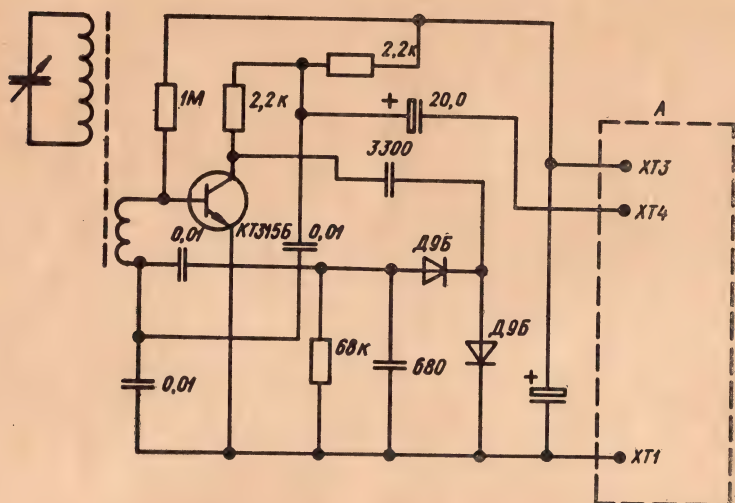 2,2к
1М
2,2к
+ 20,0
А
3300
ХТ3
ХТ4
КТ315Б
0,01
0,01
Д9Б
Д9Б
68к
680
+
0,01
ХТ1